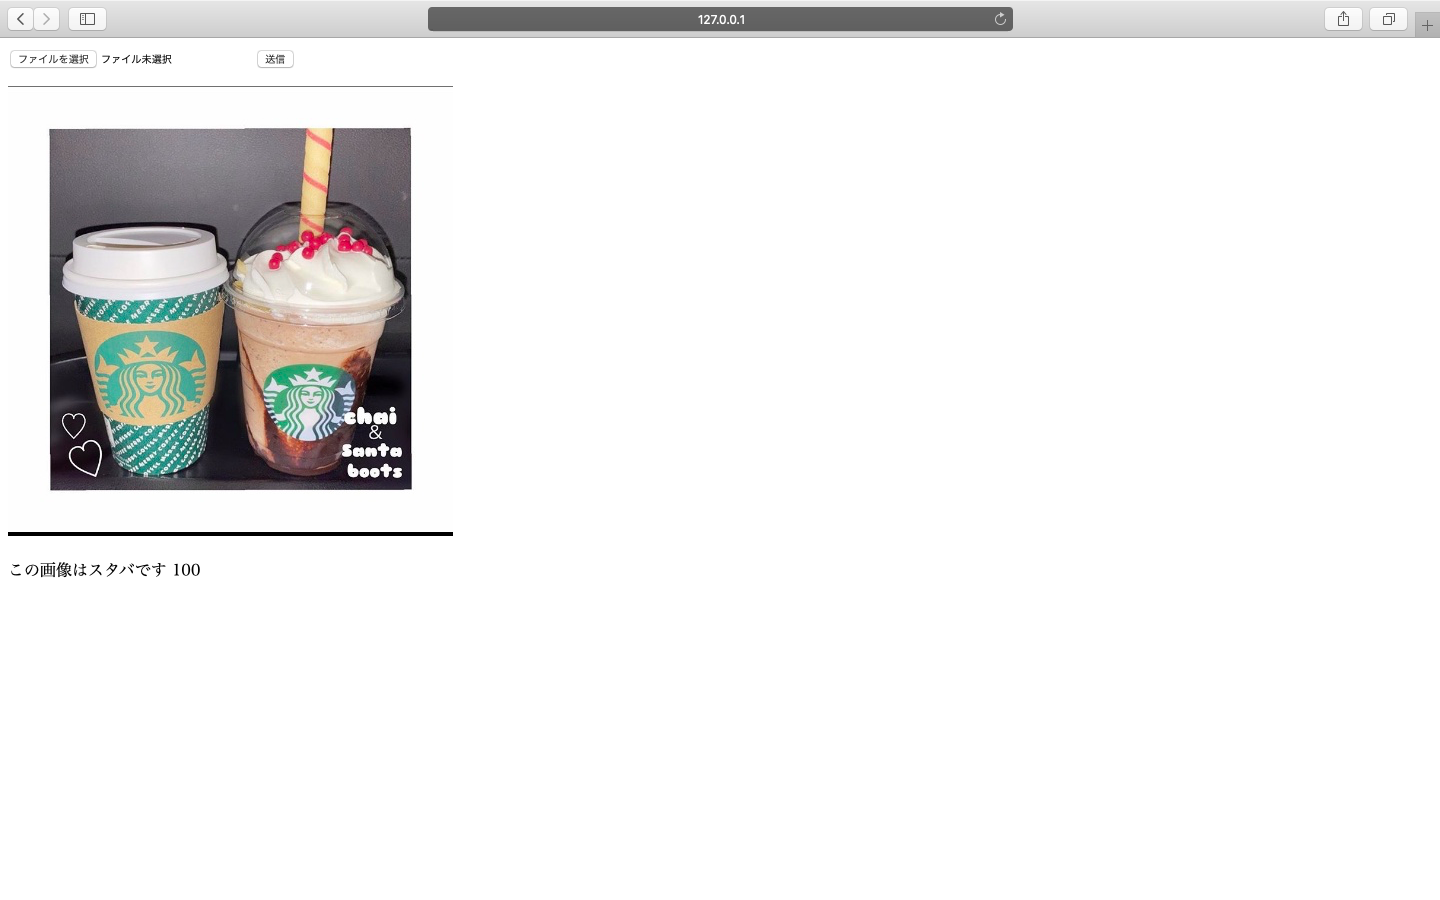 127.0.0.1
ファイルを選択 ファイル未選択 送信
chai
&
Santa
boots
この画像はスタバです 100